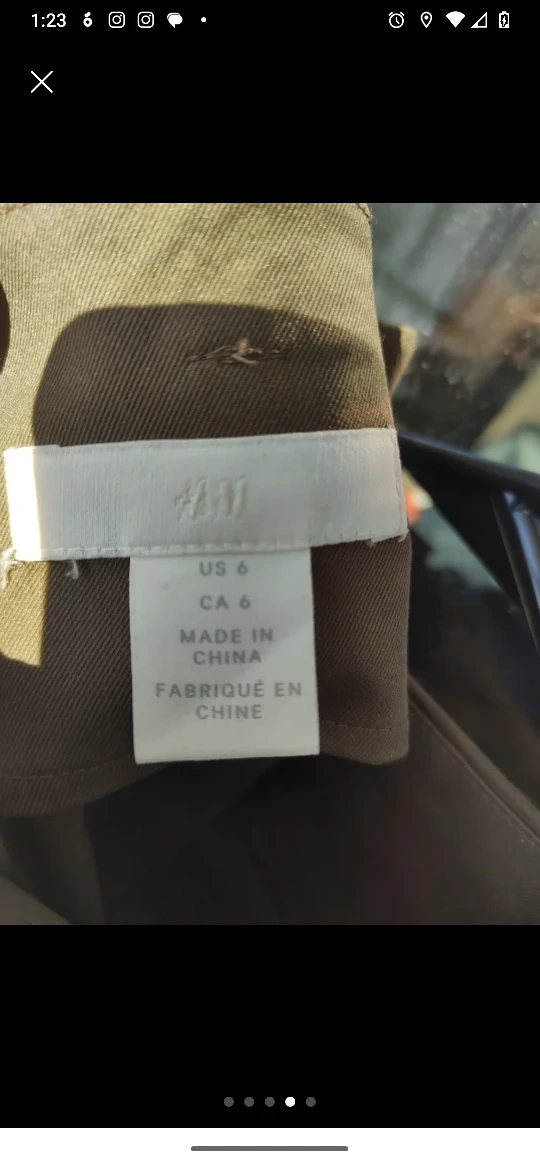 1:23
H&M
US 6
CA 6
MADE IN
CHINA
FABRIQUÉ EN
CHINE